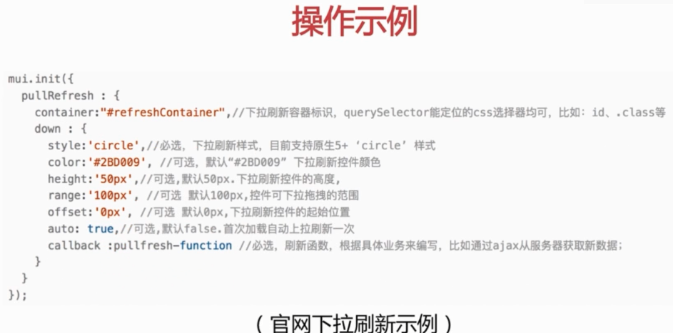 操作示例
mui.init({
  pullRefresh : {
    container:"#refreshContainer",//下拉刷新容器标识，querySelector能定位的css选择器均可，比如：id、.class等
    down : {
      style:'circle',//必选，下拉刷新样式，目前支持原生5+ ‘circle’ 样式
      color:'#2BD009', //可选，默认“#2BD009” 下拉刷新控件颜色
      height:'50px',//可选,默认50px.下拉刷新控件的高度,
      range:'100px', //可选 默认100px,控件可下拉拖拽的范围
      offset:'0px', //可选 默认0px,下拉刷新控件的起始位置
      auto: true,//可选,默认false.首次加载自动上拉刷新一次
      callback :pullfresh-function //必选，刷新函数，根据具体业务来编写，比如通过ajax从服务器获取新数据；
    }
  }
});
（官网下拉刷新示例）